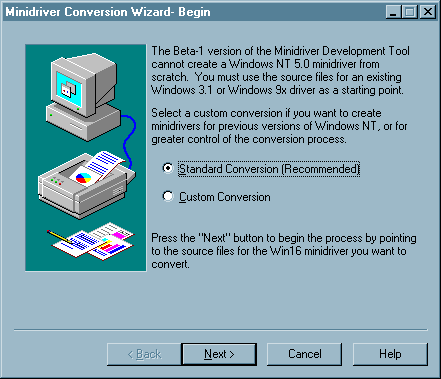 Minidriver Conversion Wizard- Begin
The Beta-1 version of the Minidriver Development Tool
cannot create a Windows NT 5.0 minidriver from
scratch. You must use the source files for an existing
Windows 3.1 or Windows 9x driver as a starting point.
Select a custom conversion if you want to create
minidrivers for previous versions of Windows NT, or for
greater control of the conversion process.
Standard Conversion (Recommended)
Custom Conversion
Press the "Next" button to begin the process by pointing
to the source files for the Win16 minidriver you want to
convert.
< Back Next > Cancel Help